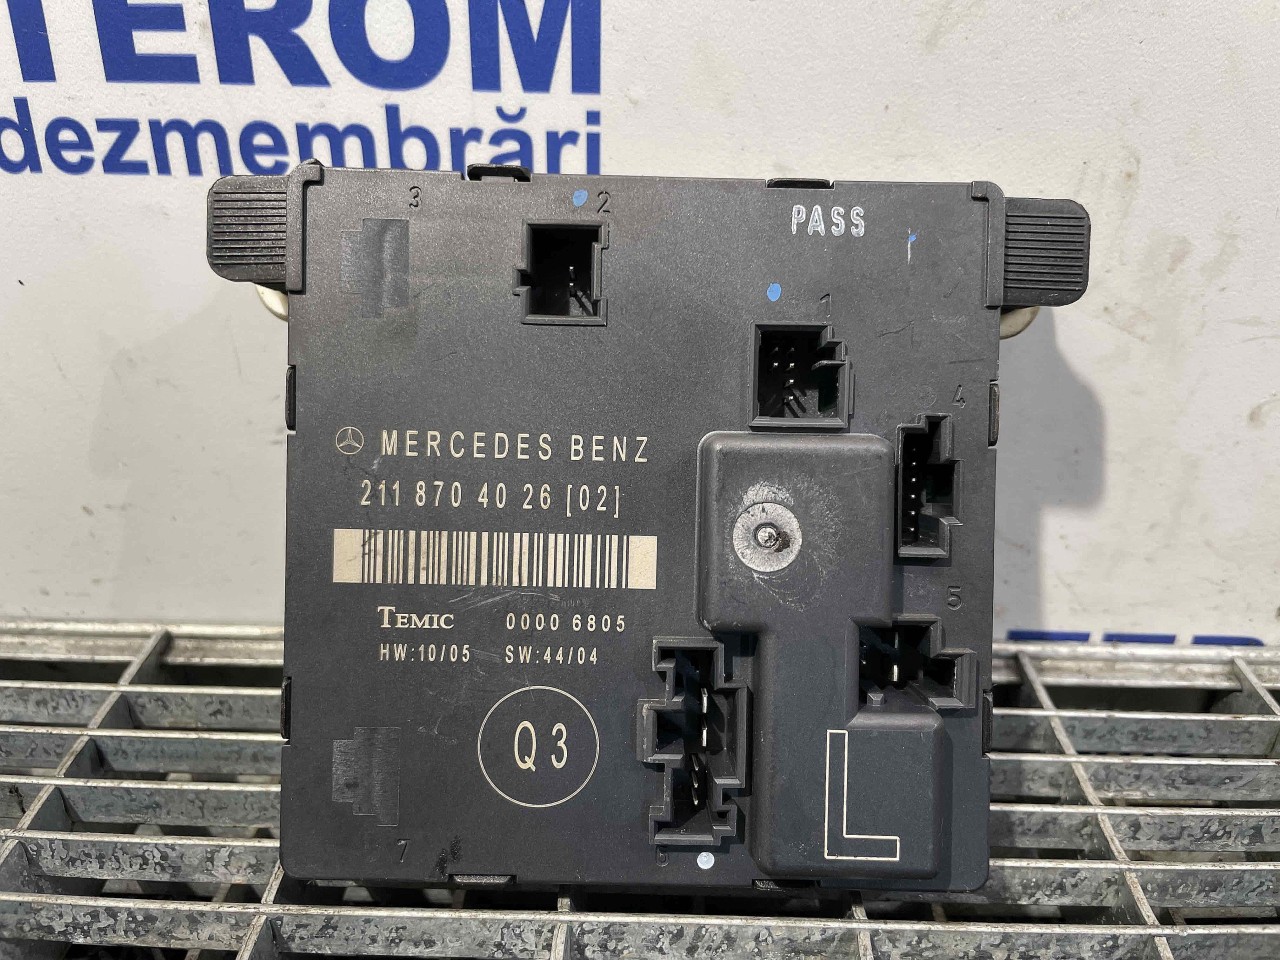 TEROM
dezmembrări
3
2
PASS
1
4
MERCEDES BENZ
211 870 40 26 [02]
5
TEMIC 0000 6805
HW:10/05 SW:44/04
Q3
L
7
6